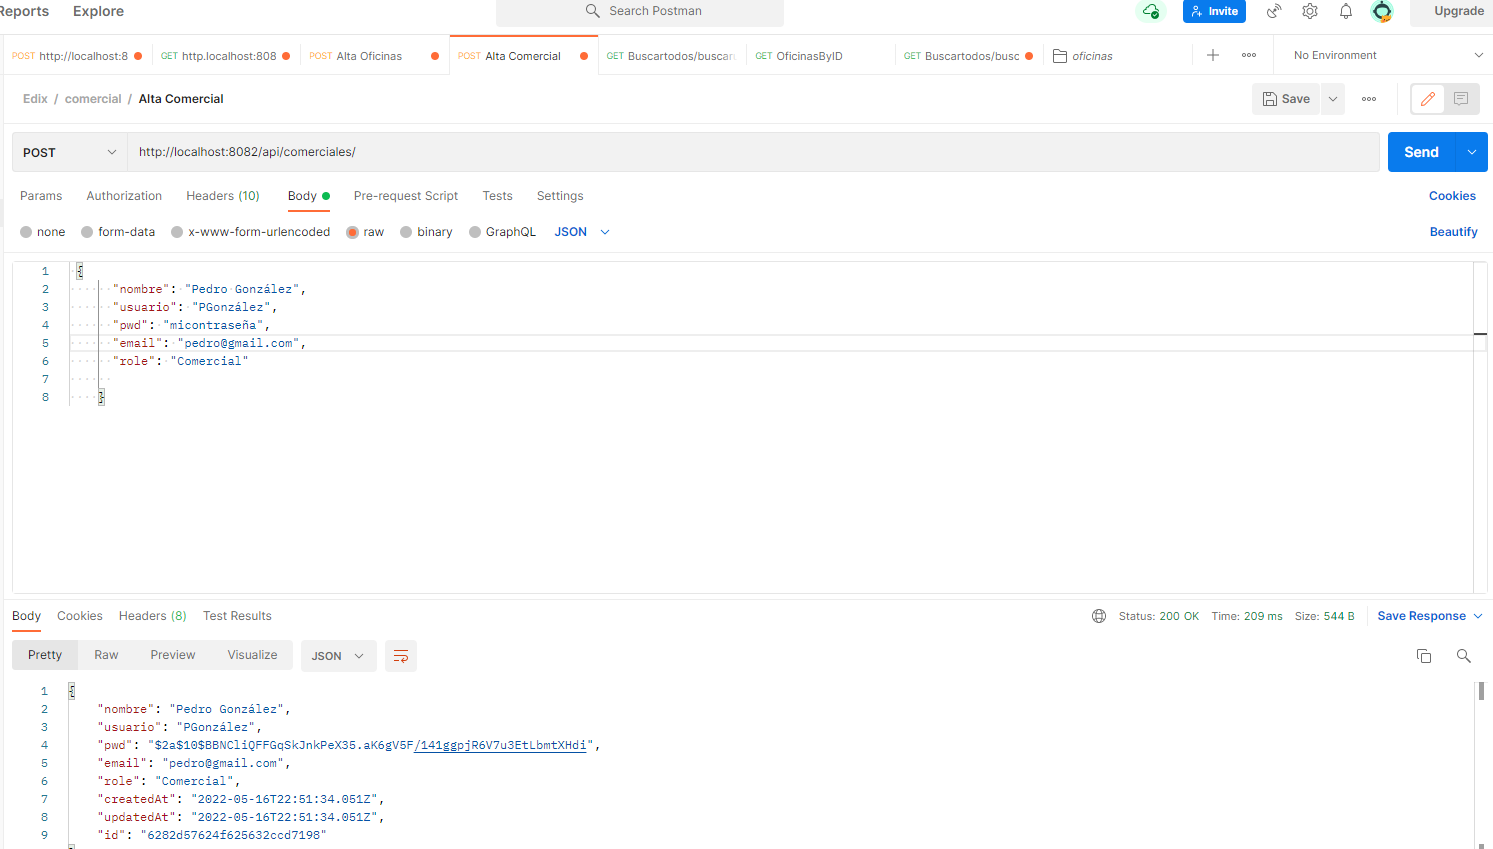 Reports Explore Search Postman Invite Upgrade
POST http://localhost:8 GET http.localhost:808 POST Alta Oficinas POST Alta Comercial GET Buscartodos/buscar GET OficinasByID GET Buscartodos/busc oficinas No Environment
Edix / comercial / Alta Comercial Save
POST http://localhost:8082/api/comerciales/ Send
Params Authorization Headers (10) Body Pre-request Script Tests Settings Cookies
none form-data x-www-form-urlencoded raw binary GraphQL JSON Beautify
1 {
2 "nombre": "Pedro González",
3 "usuario": "PGonzález",
4 "pwd": "micontraseña",
5 "email": "pedro@gmail.com",
6 "role": "Comercial"
7
8 }
Body Cookies Headers (8) Test Results Status: 200 OK Time: 209 ms Size: 544 B Save Response
Pretty Raw Preview Visualize JSON
1 {
2 "nombre": "Pedro González",
3 "usuario": "PGonzález",
4 "pwd": "$2a$10$BBNCliQFFGqSkJnkPeX35.aK6gV5F/141ggpjR6V7u3EtLbmtXHdi",
5 "email": "pedro@gmail.com",
6 "role": "Comercial",
7 "createdAt": "2022-05-16T22:51:34.051Z",
8 "updatedAt": "2022-05-16T22:51:34.051Z",
9 "id": "6282d57624f625632ccd7198"